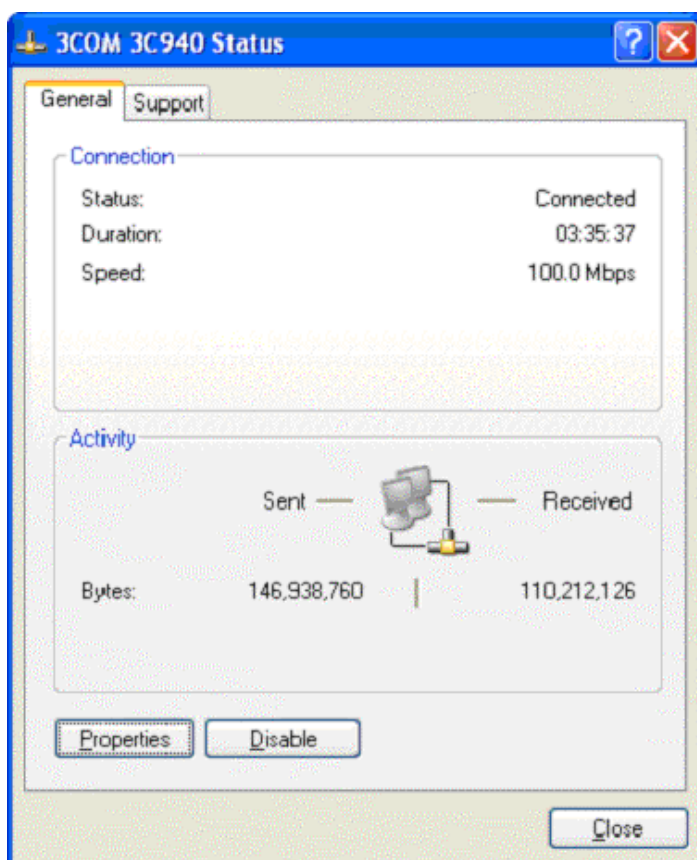 3COM 3C940 Status
General Support
Connection
Status: Connected
Duration: 03:35:37
Speed: 100.0 Mbps
Activity
Sent Received
Bytes: 146,938,760 110,212,126
Properties Disable
Close